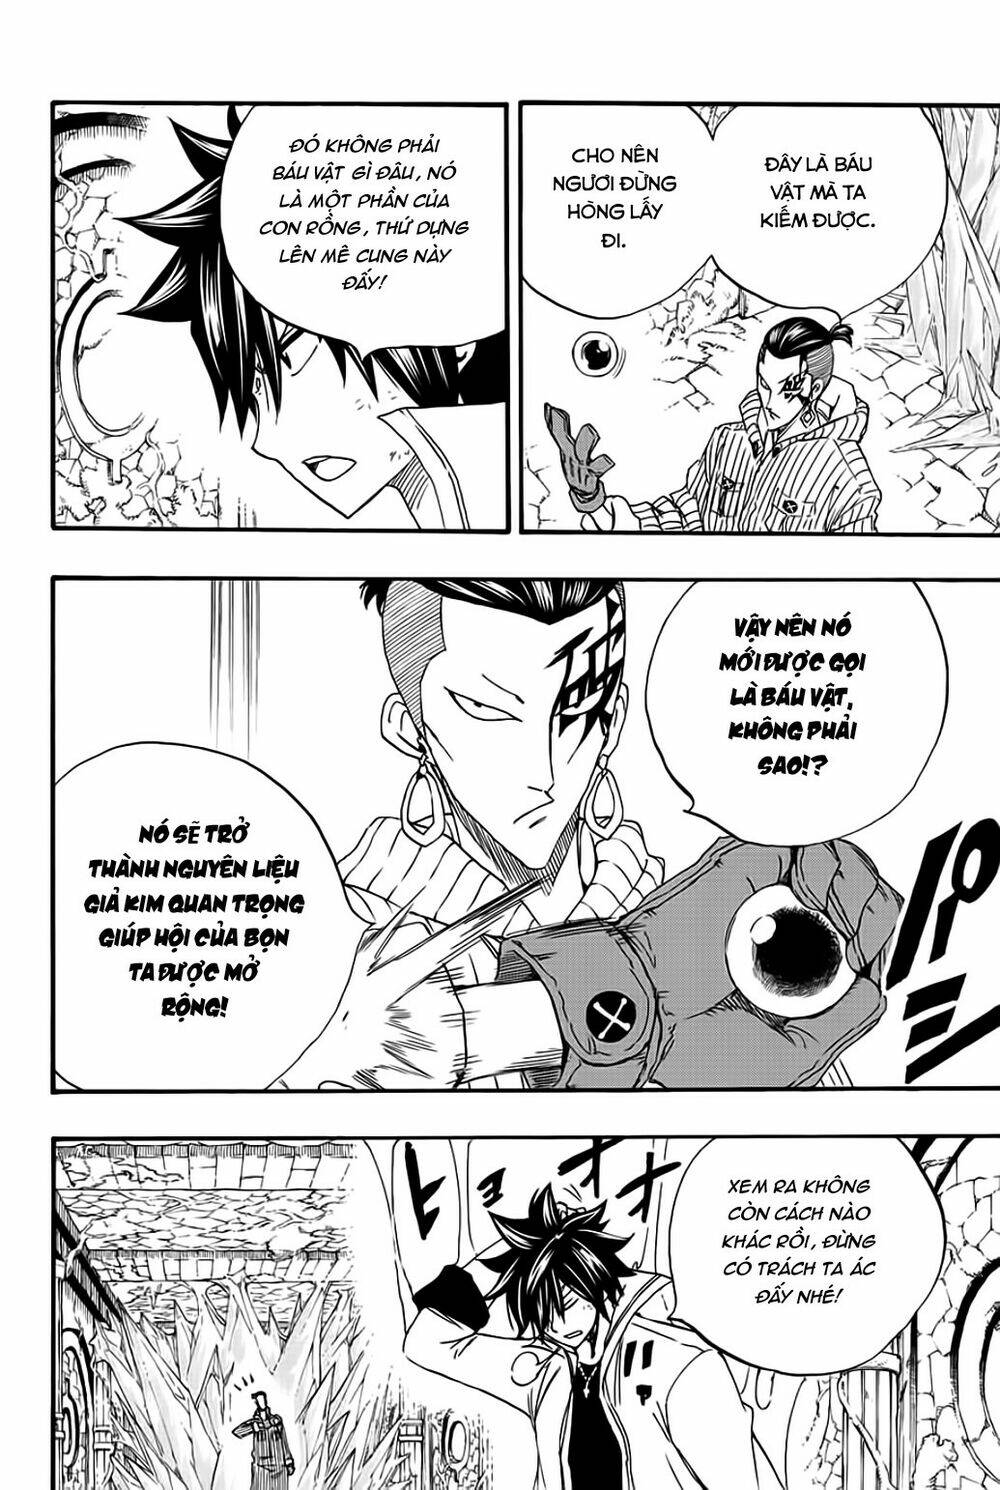 ĐÂY LÀ BÁU
VẬT MÀ TA
KIẾM ĐƯỢC.
CHO NÊN
NGƯƠI ĐỪNG
HÒNG LẤY
ĐI.
ĐÓ KHÔNG PHẢI
BÁU VẬT GÌ ĐÂU, NÓ
LÀ MỘT PHẦN CỦA
CON RỒNG, THỨ DỰNG
LÊN MÊ CUNG NÀY
ĐẤY!
VẬY NÊN NÓ
MỚI ĐƯỢC GỌI
LÀ BÁU VẬT,
KHÔNG PHẢI
SAO!?
NÓ SẼ TRỞ
THÀNH NGUYÊN LIỆU
GIẢ KIM QUAN TRỌNG
GIÚP HỘI CỦA BỌN
TA ĐƯỢC MỞ
RỘNG!
XEM RA KHÔNG
CÒN CÁCH NÀO
KHÁC RỒI, ĐỪNG
CÓ TRÁCH TA ÁC
ĐẤY NHÉ!